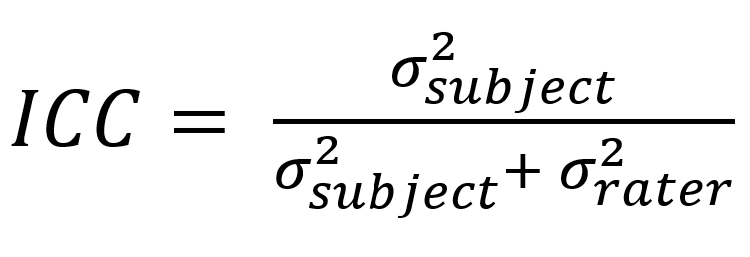 ICC = σ²subject / σ²subject + σ²rater